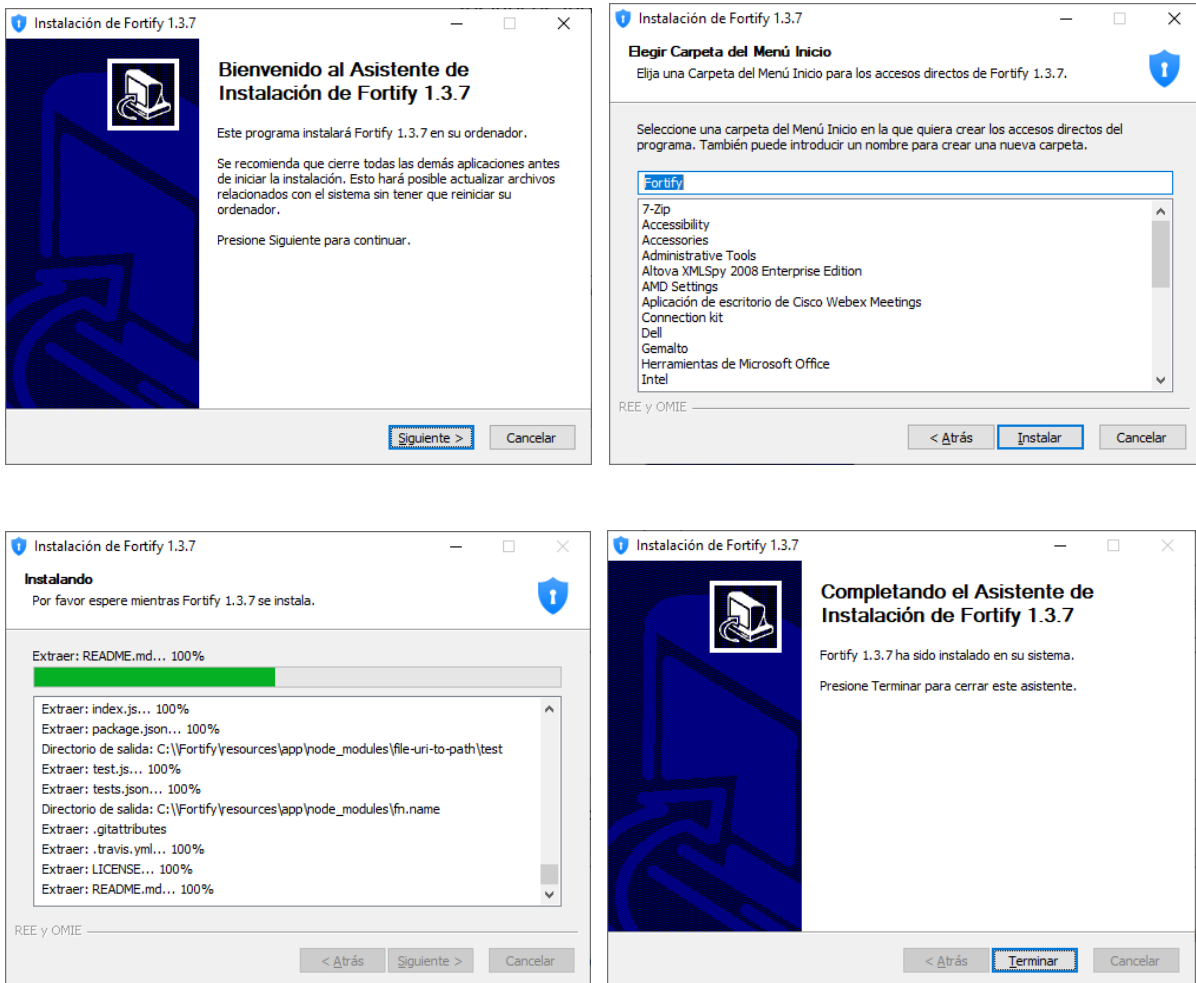 Instalación de Fortify 1.3.7
Bienvenido al Asistente de
Instalación de Fortify 1.3.7
Este programa instalará Fortify 1.3.7 en su ordenador.
Se recomienda que cierre todas las demás aplicaciones antes
de iniciar la instalación. Esto hará posible actualizar archivos
relacionados con el sistema sin tener que reiniciar su
ordenador.
Presione Siguiente para continuar.
Siguiente >
Cancelar
Instalación de Fortify 1.3.7
Elegir Carpeta del Menú Inicio
Elija una Carpeta del Menú Inicio para los accesos directos de Fortify 1.3.7.
Seleccione una carpeta del Menú Inicio en la que quiera crear los accesos directos del
programa. También puede introducir un nombre para crear una nueva carpeta.
Fortify
7-Zip
Accessibility
Accessories
Administrative Tools
Altova XMLSpy 2008 Enterprise Edition
AMD Settings
Aplicación de escritorio de Cisco Webex Meetings
Connection kit
Dell
Gemalto
Herramientas de Microsoft Office
Intel
REE y OMIE
< Atrás
Instalar
Cancelar
Instalación de Fortify 1.3.7
Instalando
Por favor espere mientras Fortify 1.3.7 se instala.
Extraer: README.md... 100%
Extraer: index.js... 100%
Extraer: package.json... 100%
Directorio de salida: C:\\Fortify\resources\app\node_modules\file-uri-to-path\test
Extraer: test.js... 100%
Extraer: tests.json... 100%
Directorio de salida: C:\\Fortify\resources\app\node_modules\fn.name
Extraer: .gitattributes
Extraer: .travis.yml... 100%
Extraer: LICENSE... 100%
Extraer: README.md... 100%
REE y OMIE
< Atrás
Siguiente >
Cancelar
Instalación de Fortify 1.3.7
Completando el Asistente de
Instalación de Fortify 1.3.7
Fortify 1.3.7 ha sido instalado en su sistema.
Presione Terminar para cerrar este asistente.
< Atrás
Terminar
Cancelar